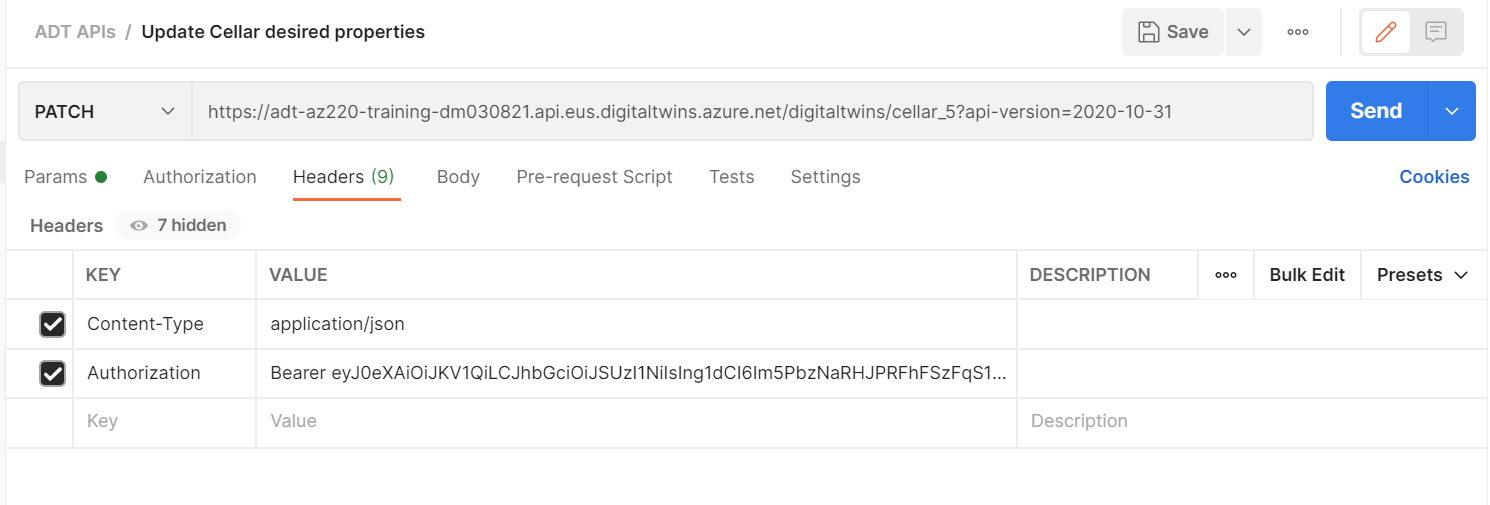 ADT APIs / Update Cellar desired properties Save
PATCH https://adt-az220-training-dm030821.api.eus.digitaltwins.azure.net/digitaltwins/cellar_5?api-version=2020-10-31 Send
Params Authorization Headers (9) Body Pre-request Script Tests Settings Cookies
Headers 7 hidden
KEY VALUE DESCRIPTION Bulk Edit Presets
Content-Type application/json
Authorization Bearer eyJ0eXAiOiJKV1QiLCJhbGciOiJSUzI1NiIsIng1dCI6Im5PbzNaRHJPRFhFSzFqS1...
Key Value Description